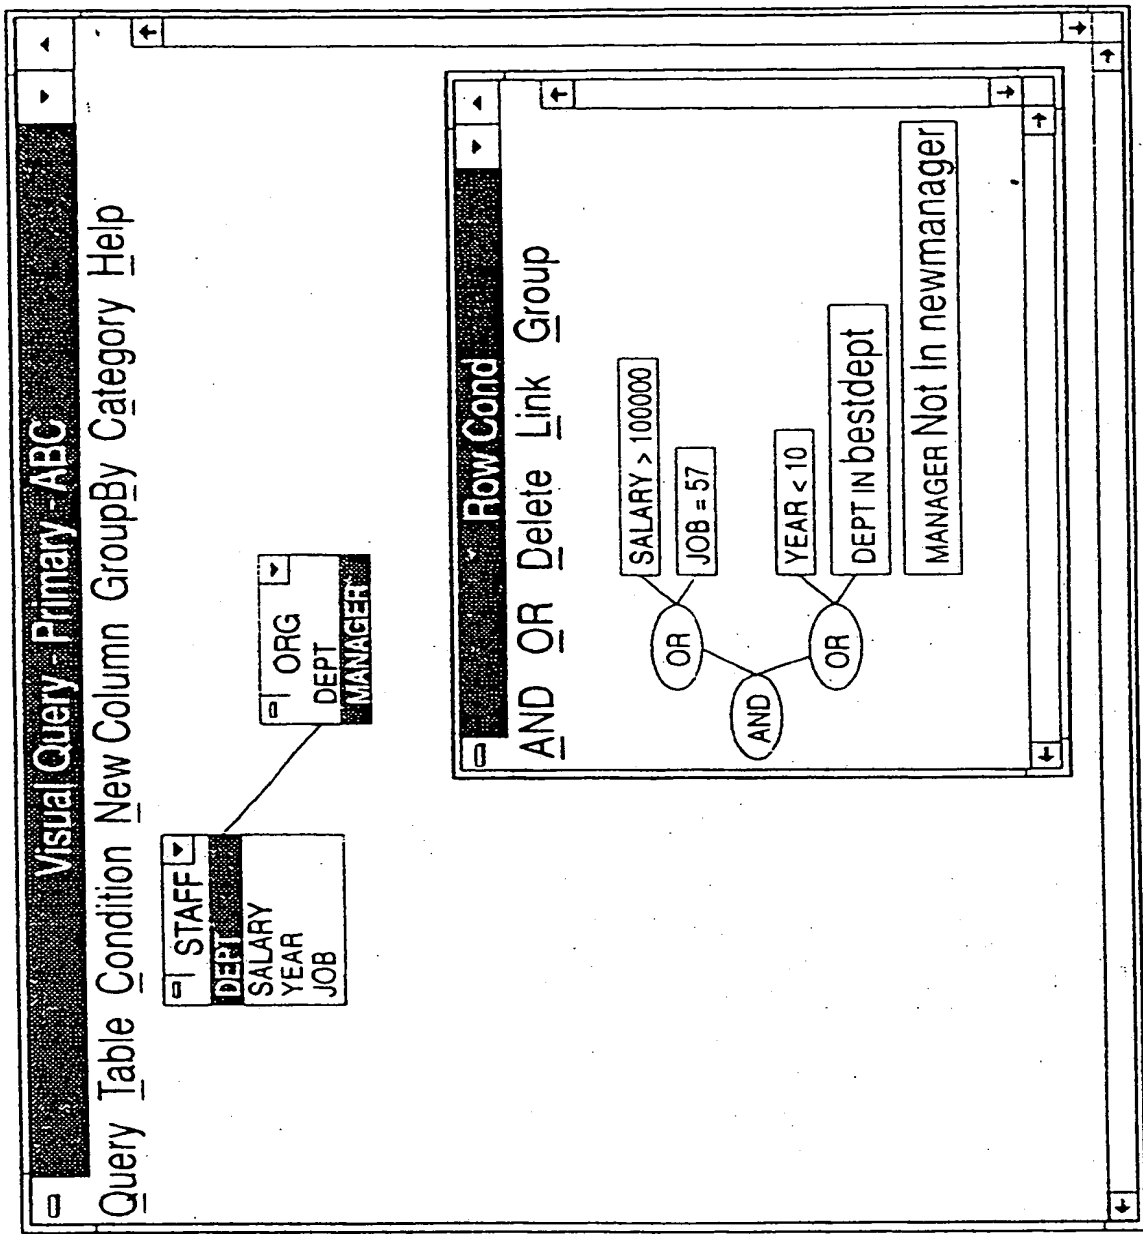 Visual Query - Primary - ABC
Query Table Condition New Column GroupBy Category Help
STAFF
DEPT
SALARY
YEAR
JOB
ORG
DEPT
MANAGER
Row Cond
AND OR Delete Link Group
SALARY > 100000
OR
JOB = 57
AND
YEAR < 10
OR
DEPT IN bestdept
MANAGER Not In newmanager